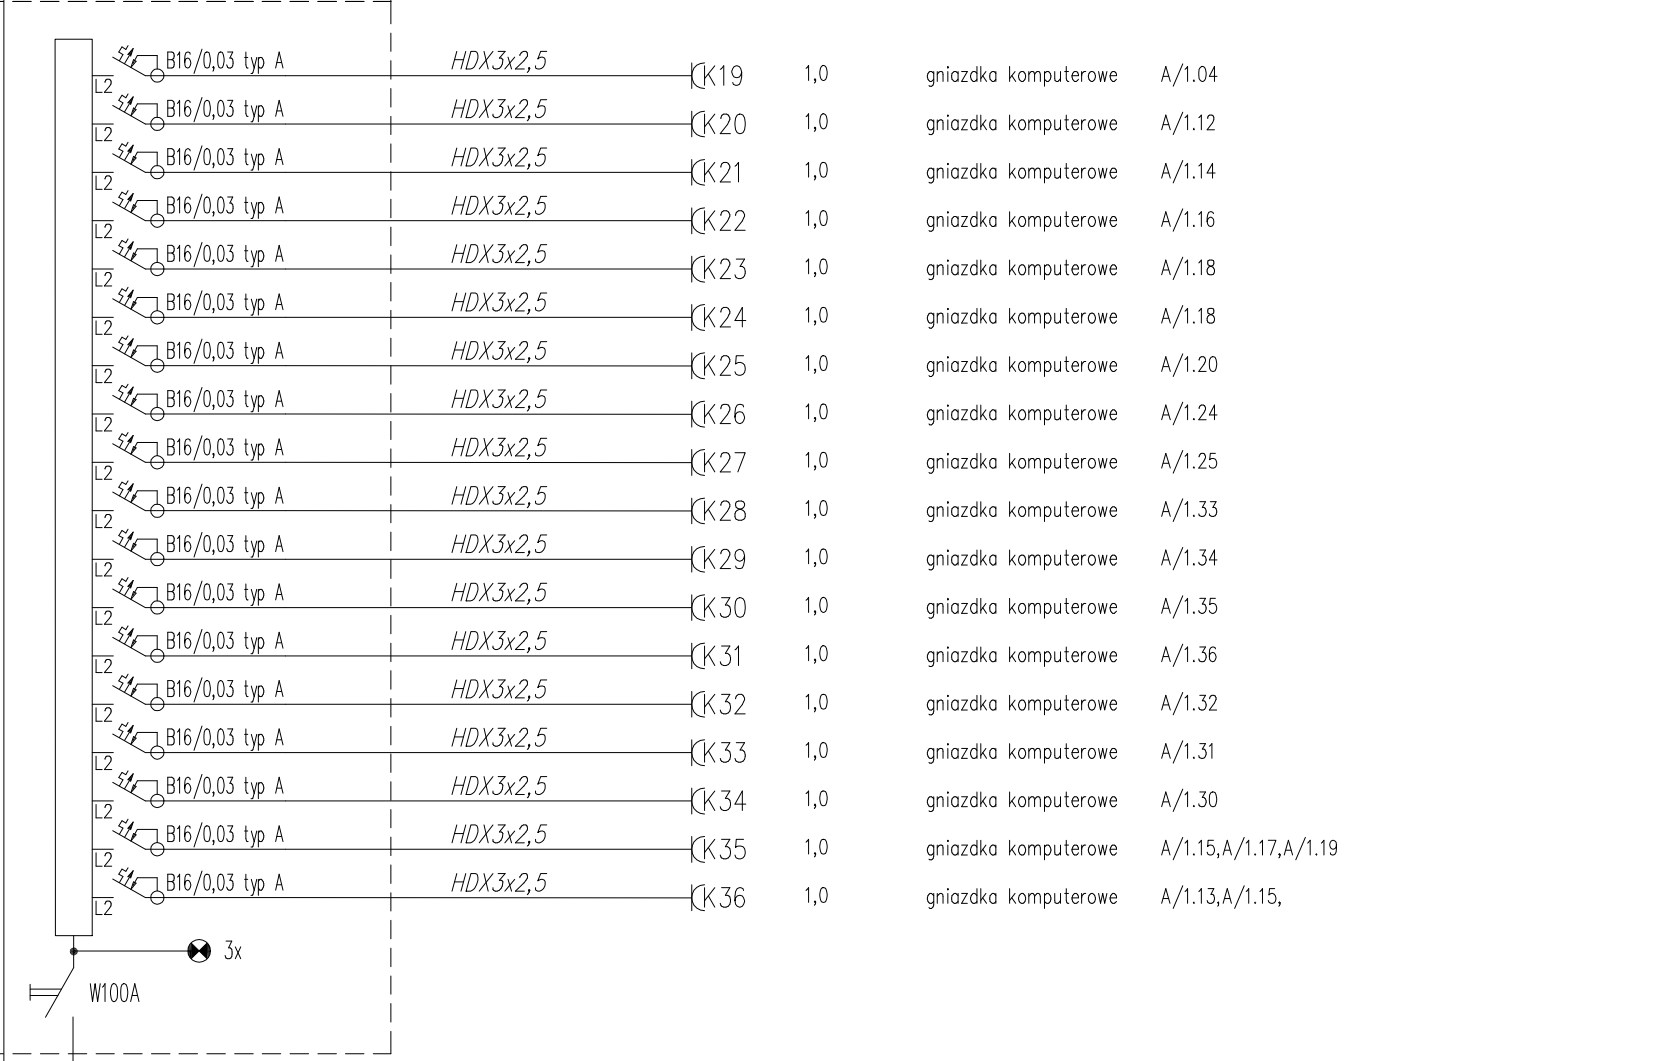 B16/0,03 typ A HDX3x2,5 K19 1,0 gniazdka komputerowe A/1.04
L2
B16/0,03 typ A HDX3x2,5 K20 1,0 gniazdka komputerowe A/1.12
L2
B16/0,03 typ A HDX3x2,5 K21 1,0 gniazdka komputerowe A/1.14
L2
B16/0,03 typ A HDX3x2,5 K22 1,0 gniazdka komputerowe A/1.16
L2
B16/0,03 typ A HDX3x2,5 K23 1,0 gniazdka komputerowe A/1.18
L2
B16/0,03 typ A HDX3x2,5 K24 1,0 gniazdka komputerowe A/1.18
L2
B16/0,03 typ A HDX3x2,5 K25 1,0 gniazdka komputerowe A/1.20
L2
B16/0,03 typ A HDX3x2,5 K26 1,0 gniazdka komputerowe A/1.24
L2
B16/0,03 typ A HDX3x2,5 K27 1,0 gniazdka komputerowe A/1.25
L2
B16/0,03 typ A HDX3x2,5 K28 1,0 gniazdka komputerowe A/1.33
L2
B16/0,03 typ A HDX3x2,5 K29 1,0 gniazdka komputerowe A/1.34
L2
B16/0,03 typ A HDX3x2,5 K30 1,0 gniazdka komputerowe A/1.35
L2
B16/0,03 typ A HDX3x2,5 K31 1,0 gniazdka komputerowe A/1.36
L2
B16/0,03 typ A HDX3x2,5 K32 1,0 gniazdka komputerowe A/1.32
L2
B16/0,03 typ A HDX3x2,5 K33 1,0 gniazdka komputerowe A/1.31
L2
B16/0,03 typ A HDX3x2,5 K34 1,0 gniazdka komputerowe A/1.30
L2
B16/0,03 typ A HDX3x2,5 K35 1,0 gniazdka komputerowe A/1.15,A/1.17,A/1.19
L2
B16/0,03 typ A HDX3x2,5 K36 1,0 gniazdka komputerowe A/1.13,A/1.15,
L2
3x
W100A